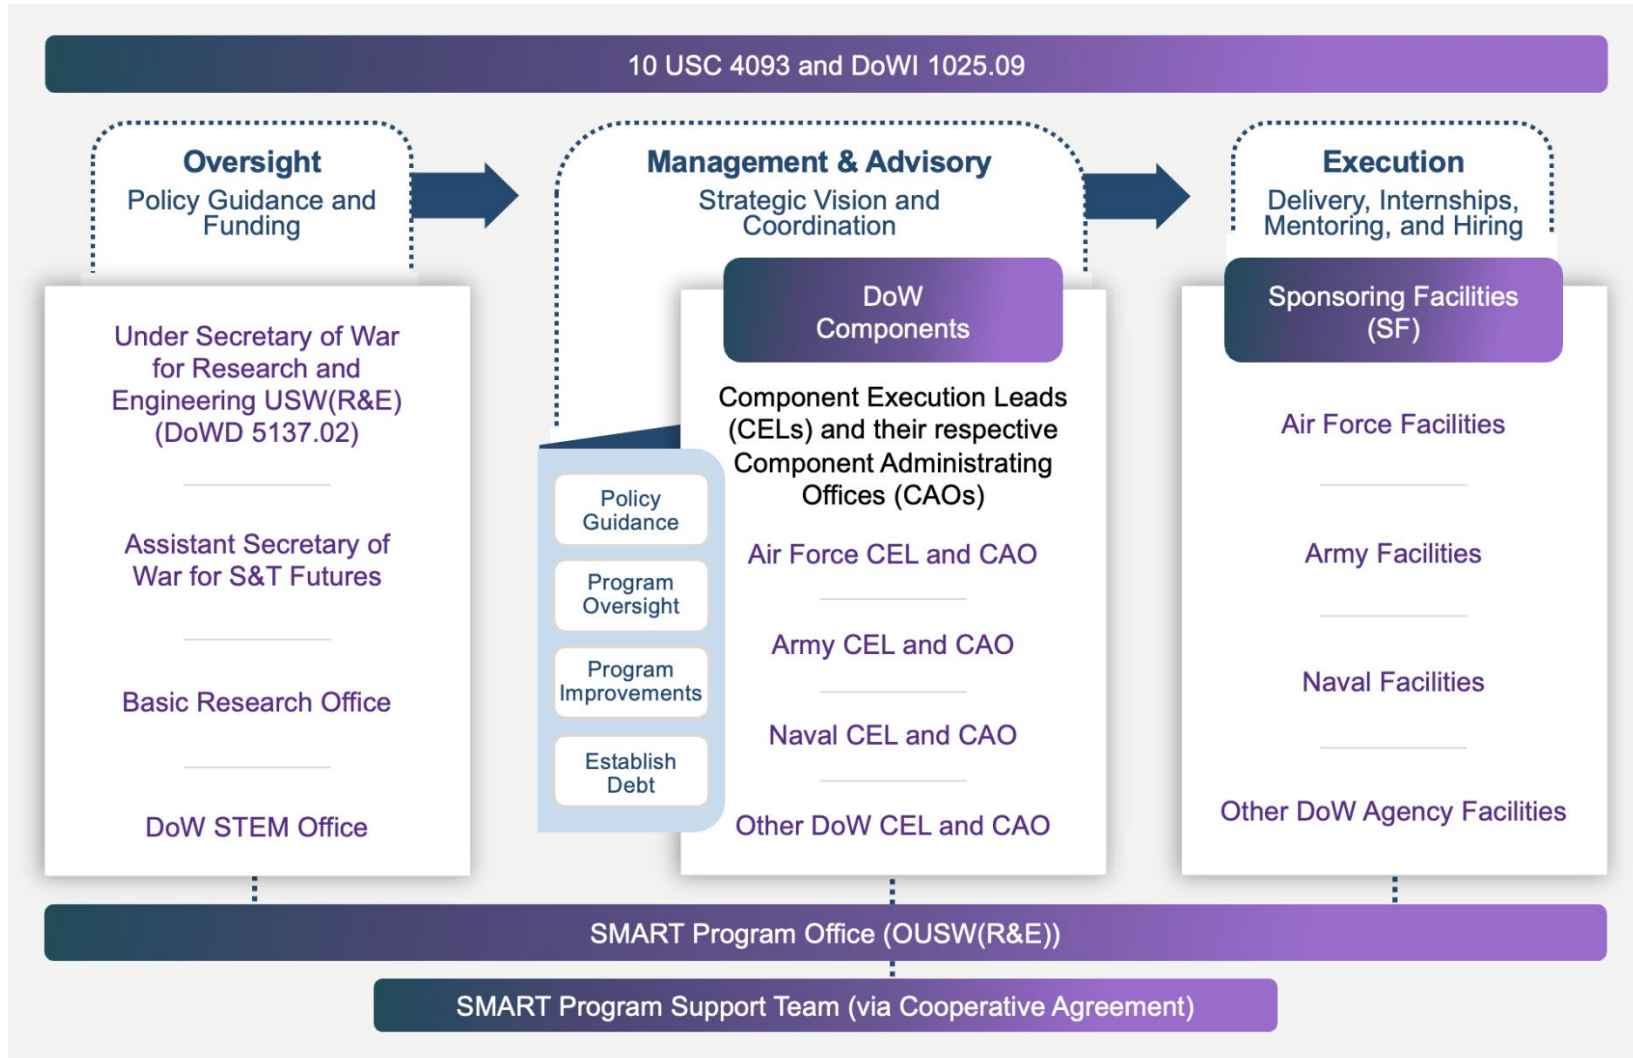 10 USC 4093 and DoWI 1025.09
Oversight
Policy Guidance and
Funding
Under Secretary of War
for Research and
Engineering USW(R&E)
(DoWD 5137.02)
Assistant Secretary of
War for S&T Futures
Basic Research Office
DoW STEM Office
Management & Advisory
Strategic Vision and
Coordination
Policy
Guidance
Program
Oversight
Program
Improvements
Establish
Debt
DoW
Components
Component Execution Leads
(CELs) and their respective
Component Administrating
Offices (CAOs)
Air Force CEL and CAO
Army CEL and CAO
Naval CEL and CAO
Other DoW CEL and CAO
Execution
Delivery, Internships,
Mentoring, and Hiring
Sponsoring Facilities
(SF)
Air Force Facilities
Army Facilities
Naval Facilities
Other DoW Agency Facilities
SMART Program Office (OUSW(R&E))
SMART Program Support Team (via Cooperative Agreement)